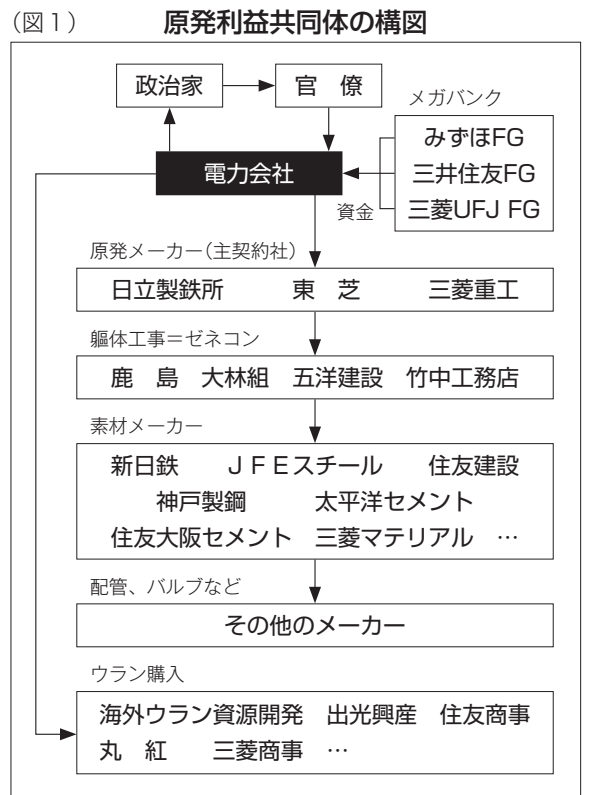 (図1) 原発利益共同体の構図
政治家 官 僚
メガバンク
みずほFG
三井住友FG
三菱UFJ FG
電力会社
資金
原発メーカー(主契約社)
日立製鉄所 東 芝 三菱重工
軀体工事=ゼネコン
鹿 島 大林組 五洋建設 竹中工務店
素材メーカー
新日鉄 JFEスチール 住友建設
神戸製鋼 太平洋セメント
住友大阪セメント 三菱マテリアル …
配管、バルブなど
その他のメーカー
ウラン購入
海外ウラン資源開発 出光興産 住友商事
丸 紅 三菱商事 …